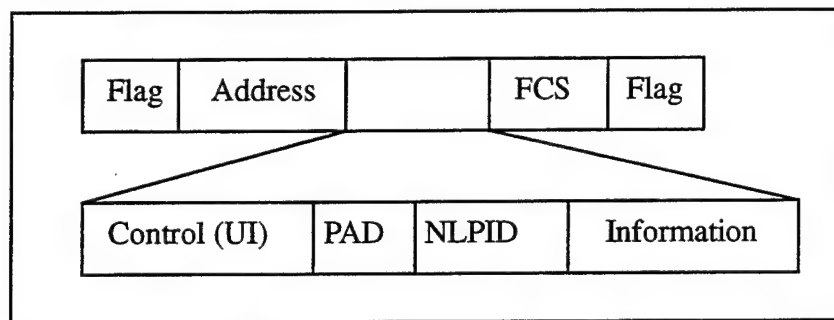 Flag Address FCS Flag
Control (UI) PAD NLPID Information